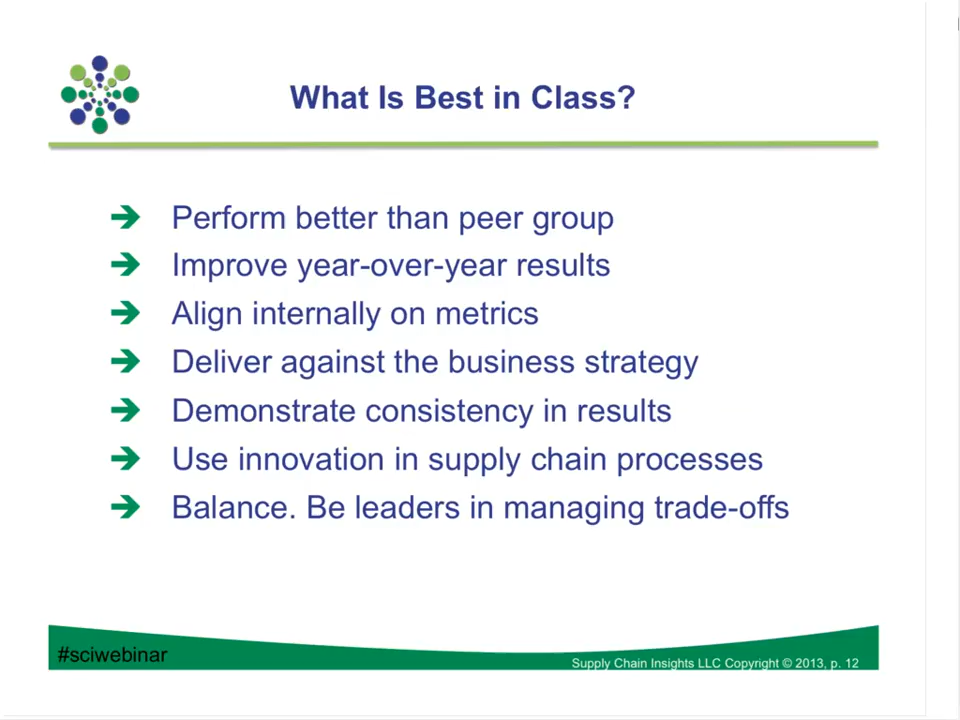 What Is Best in Class?
Perform better than peer group
Improve year-over-year results
Align internally on metrics
Deliver against the business strategy
Demonstrate consistency in results
Use innovation in supply chain processes
Balance. Be leaders in managing trade-offs
#sciwebinar
Supply Chain Insights LLC Copyright © 2013, p. 12